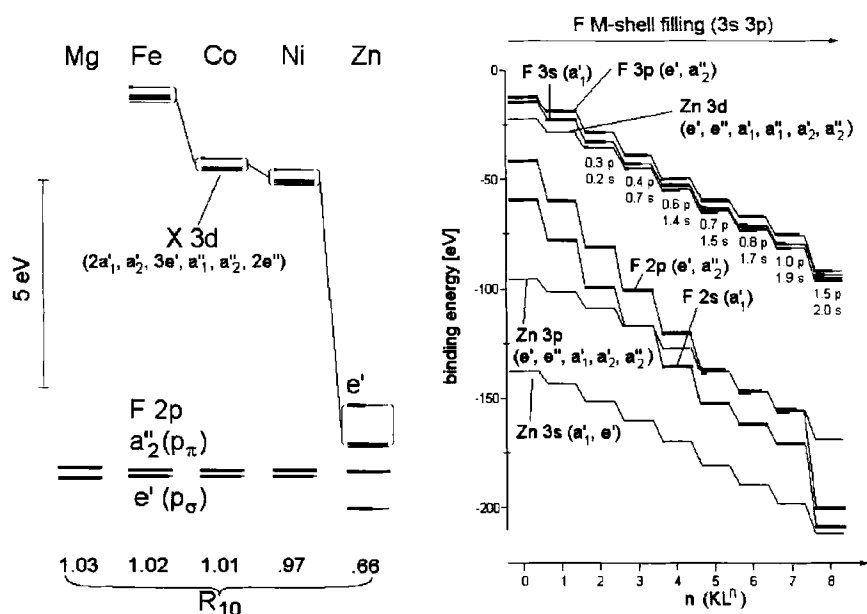 Mg Fe Co Ni Zn
X 3d
(2a'₁, a'₂, 3e', a"₁, a"₂, 2e")
5 eV
e'
F 2p
a"₂(pπ)
e' (pσ)
1.03 1.02 1.01 .97 .66
R₁₀
F M-shell filling (3s 3p)
F 3s (a'₁)
F 3p (e', a"₂)
Zn 3d
(e', e", a'₁, a"₁, a'₂, a"₂)
0.3 p
0.2 s
0.4 p
0.7 s
0.6 p
1.4 s
0.7 p
1.5 s
0.8 p
1.7 s
1.0 p
1.9 s
1.5 p
2.0 s
F 2p (e', a"₂)
F 2s (a'₁)
Zn 3p
(e', e", a'₁, a'₂, a"₂)
Zn 3s (a'₁, e')
binding energy [eV]
0
-50
-100
-150
-200
0 1 2 3 4 5 6 7 8
n (KLⁿ)